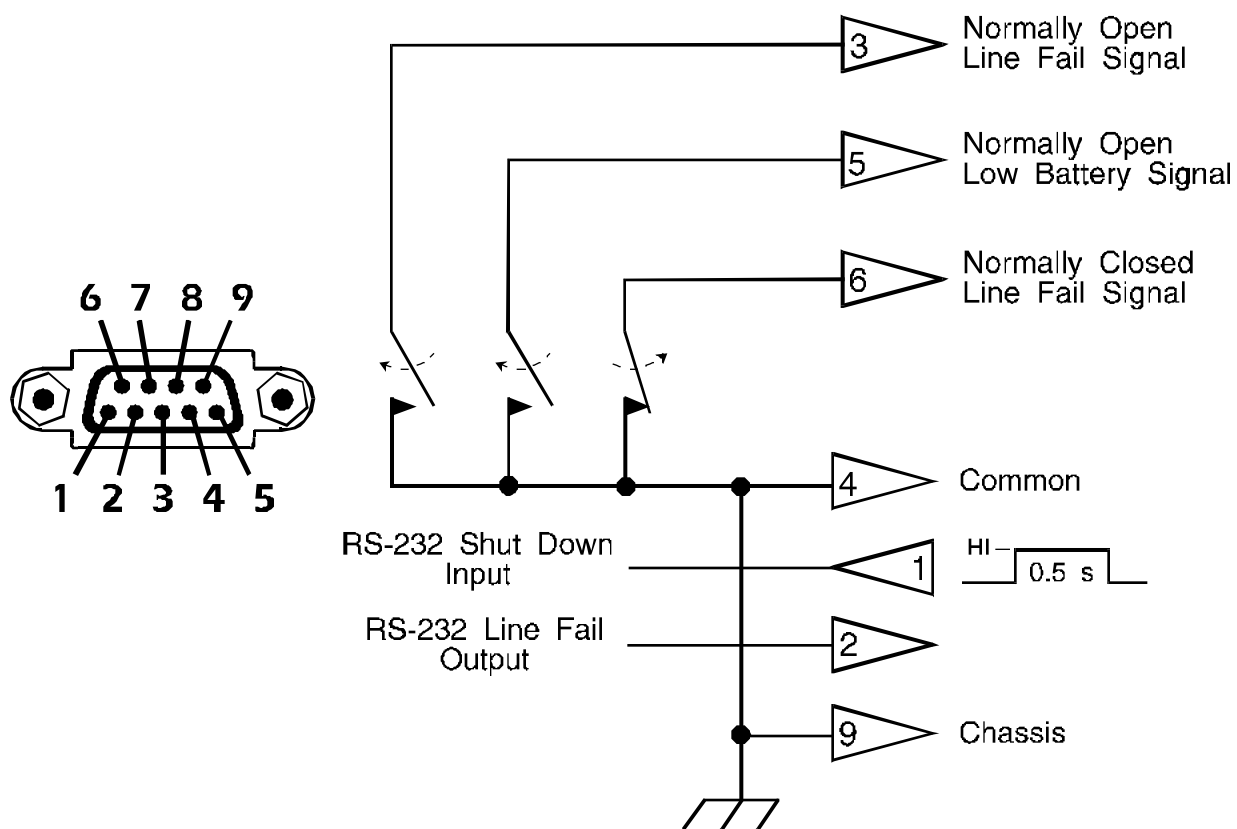 3 Normally Open
Line Fail Signal
5 Normally Open
Low Battery Signal
6 Normally Closed
Line Fail Signal
6 7 8 9
1 2 3 4 5
4 Common
RS-232 Shut Down
Input
1 HI
0.5 s
RS-232 Line Fail
Output
2
9 Chassis